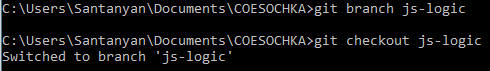 C:\Users\Santanyan\Documents\COESOCHKA>git branch js-logic
C:\Users\Santanyan\Documents\COESOCHKA>git checkout js-logic
Switched to branch 'js-logic'